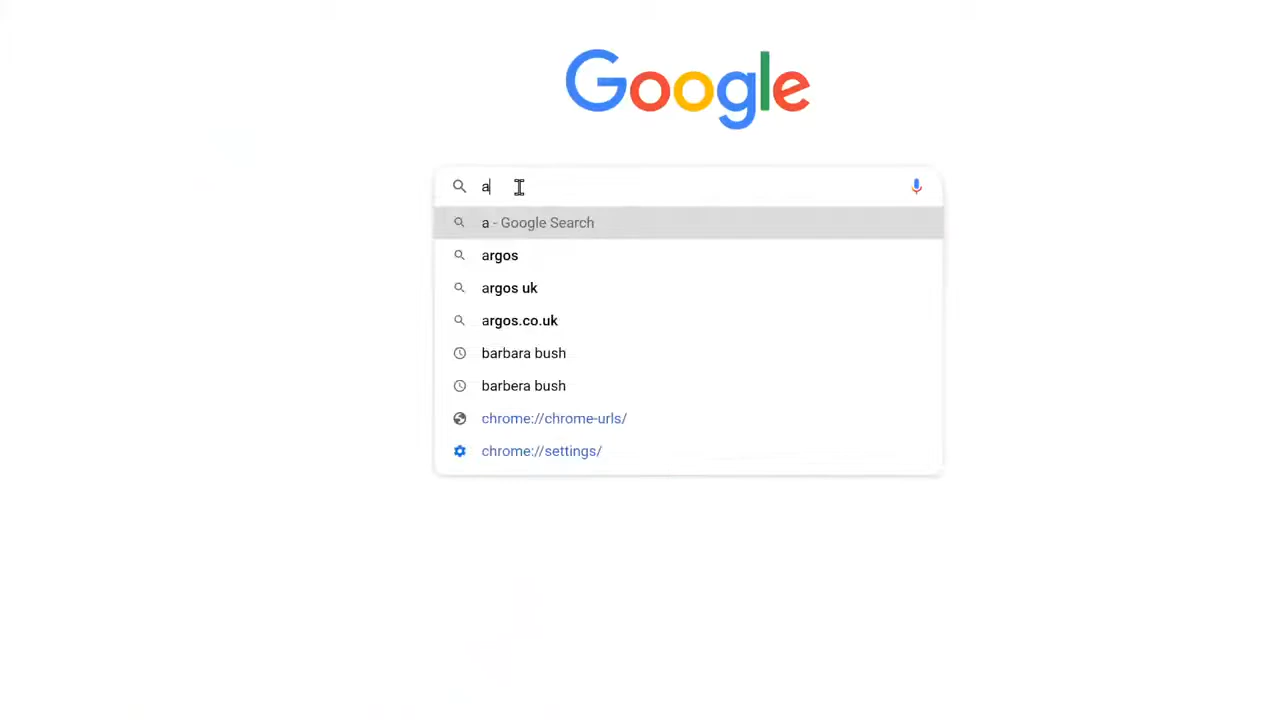 Google
a
a - Google Search
argos
argos uk
argos.co.uk
barbara bush
barbera bush
chrome://chrome-urls/
chrome://settings/